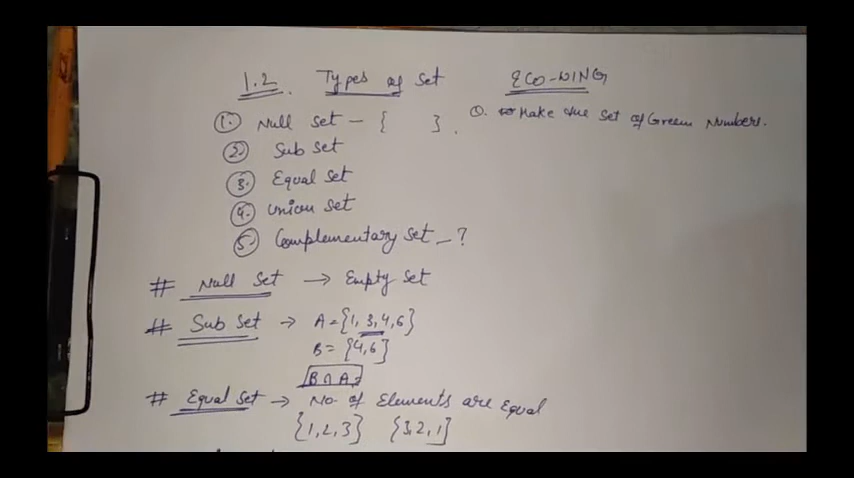 1.2. Types of Set
ECO-WING
① Null Set - { }.
Q. Make the set of Green Numbers.
② Sub Set
③ Equal Set
④ Union Set
⑤ Complementary Set - ?
# Null Set → Empty Set
# Sub Set → A = {1, 3, 4, 6}
B = {4, 6}
B ∩ A
# Equal Set → No. of Elements are Equal
{1, 2, 3} {3, 2, 1}